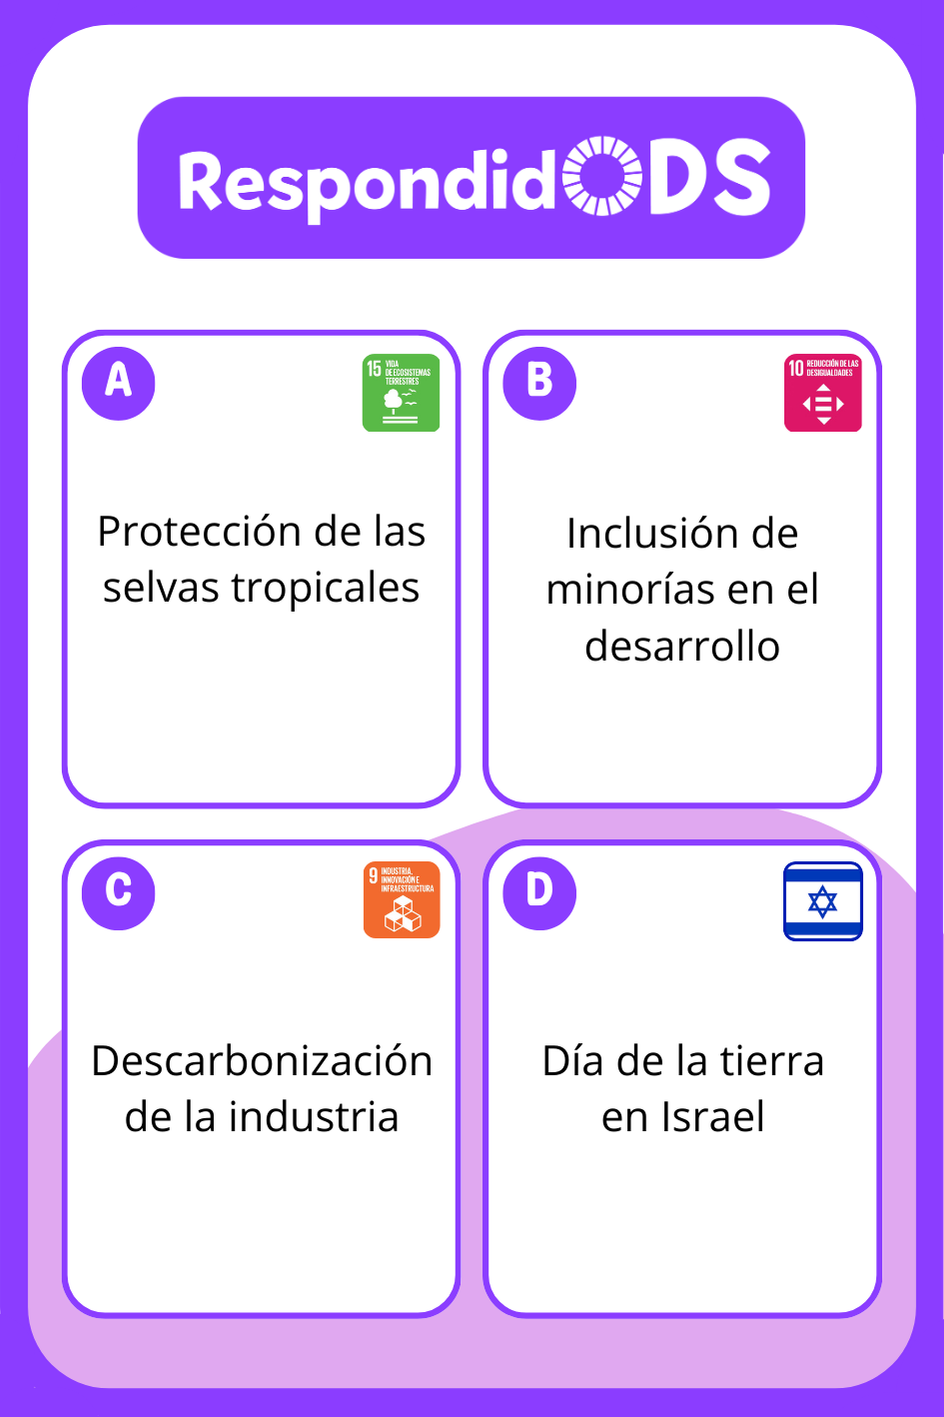 RespondidODS
A
15 VIDA
DE ECOSISTEMAS
TERRESTRES
Protección de las
selvas tropicales
B
10 REDUCCIÓN DE LAS
DESIGUALDADES
Inclusión de
minorías en el
desarrollo
C
9 INDUSTRIA,
INNOVACIÓN E
INFRAESTRUCTURA
Descarbonización
de la industria
D
Día de la tierra
en Israel